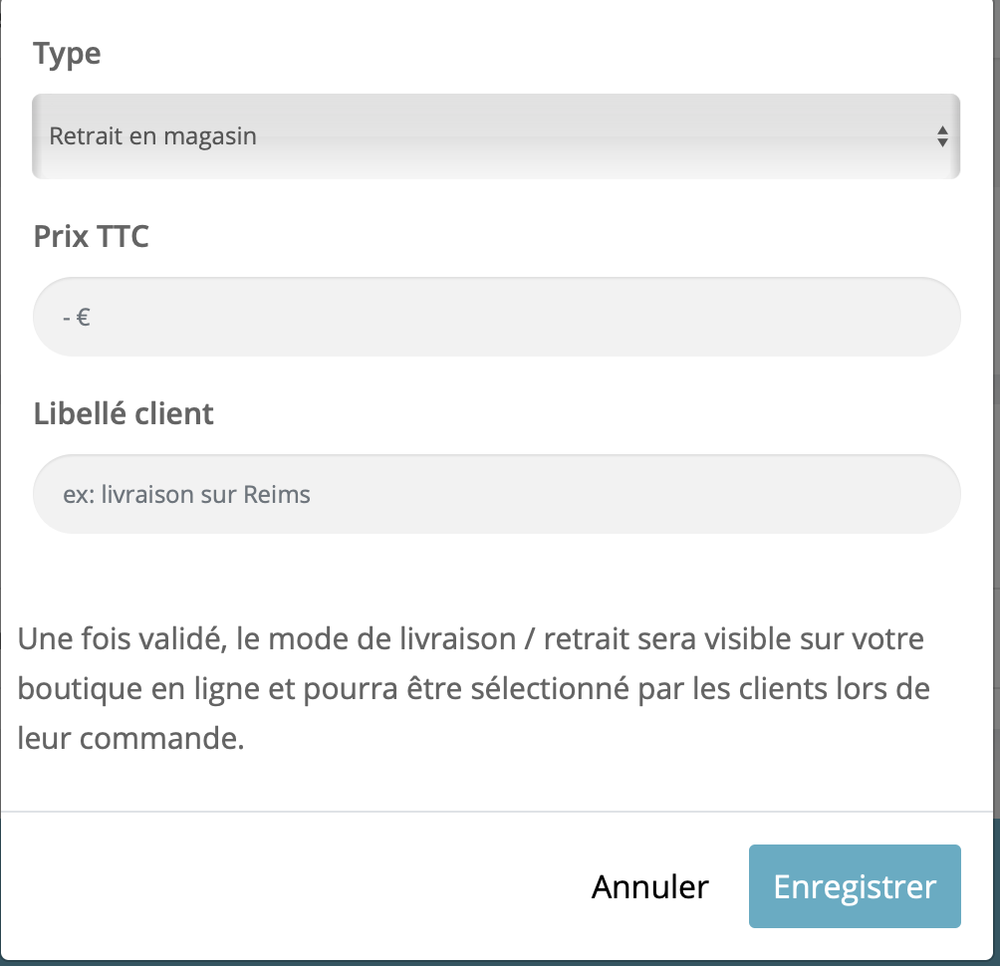 Type
Retrait en magasin
Prix TTC
- €
Libellé client
ex: livraison sur Reims
Une fois validé, le mode de livraison / retrait sera visible sur votre
boutique en ligne et pourra être sélectionné par les clients lors de
leur commande.
Annuler
Enregistrer